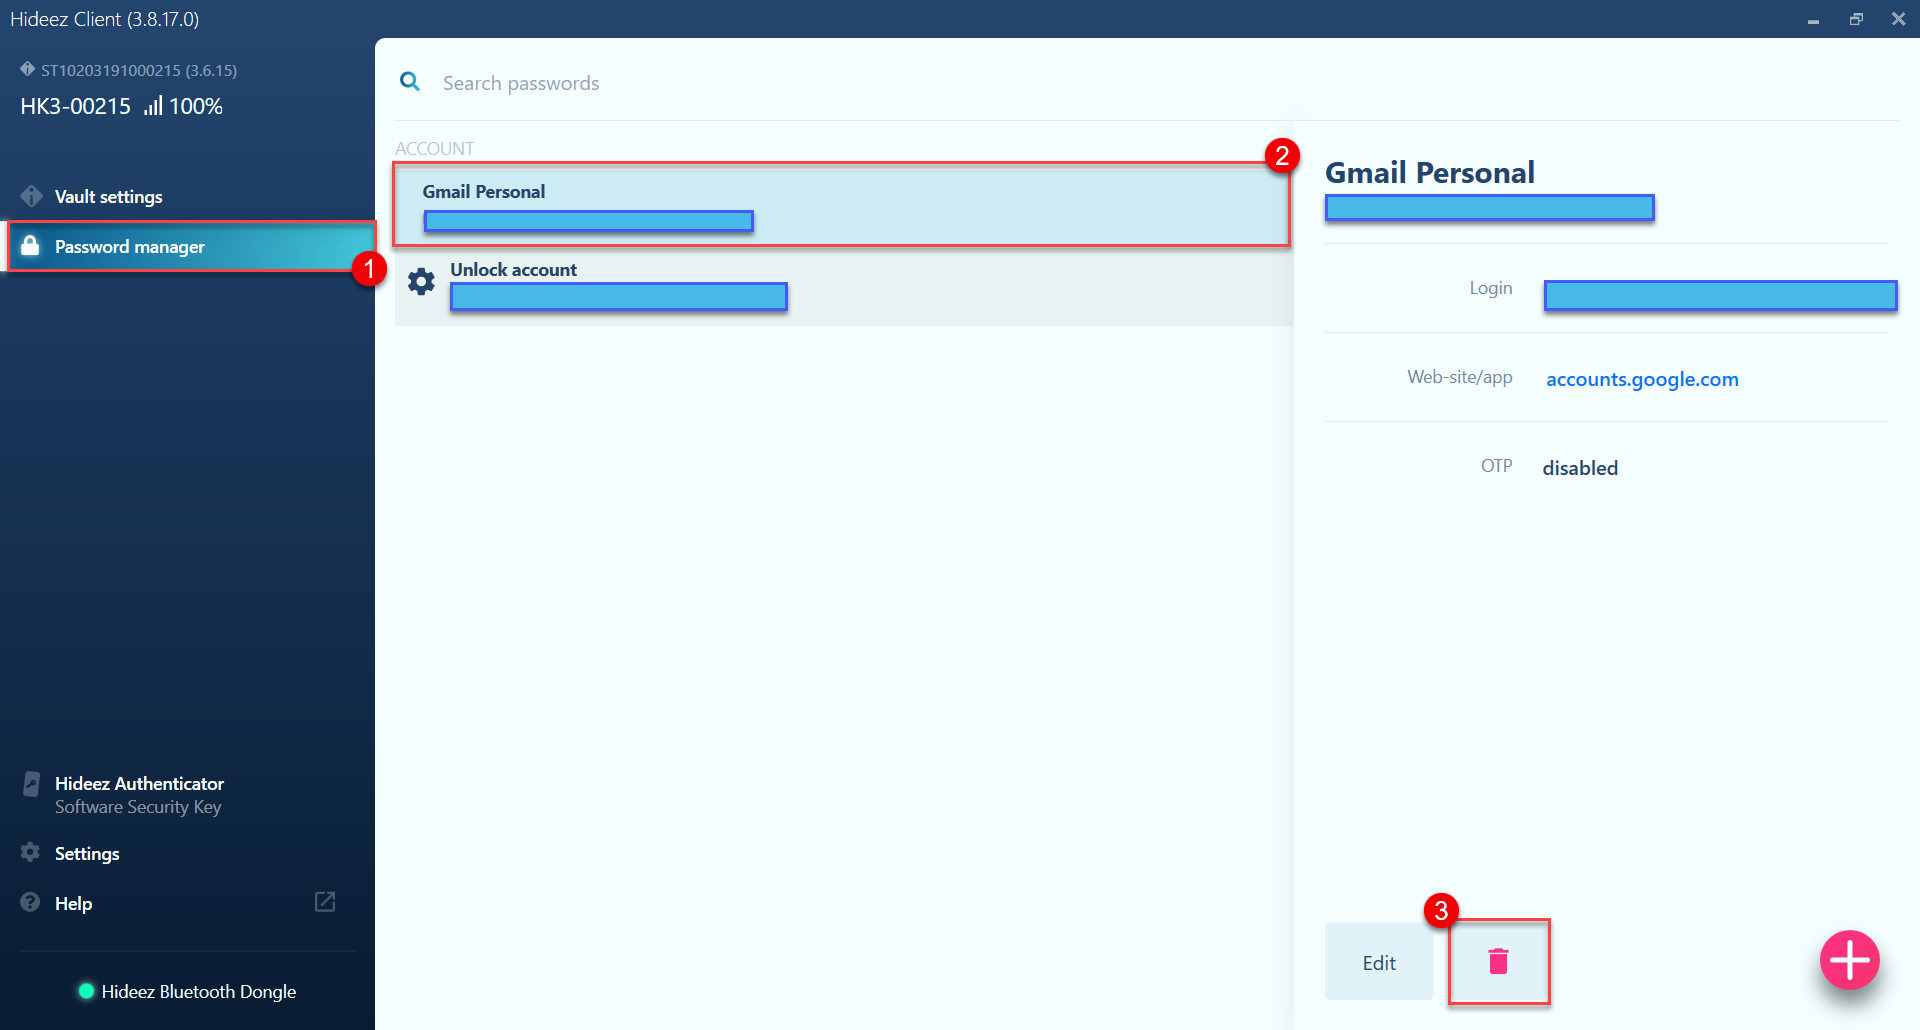 Hideez Client (3.8.17.0)
ST10203191000215 (3.6.15)
HK3-00215 100%
Vault settings
Password manager
1
Hideez Authenticator
Software Security Key
Settings
Help
Hideez Bluetooth Dongle
Search passwords
ACCOUNT
2
Gmail Personal
Unlock account
Gmail Personal
Login
Web-site/app accounts.google.com
OTP disabled
3
Edit